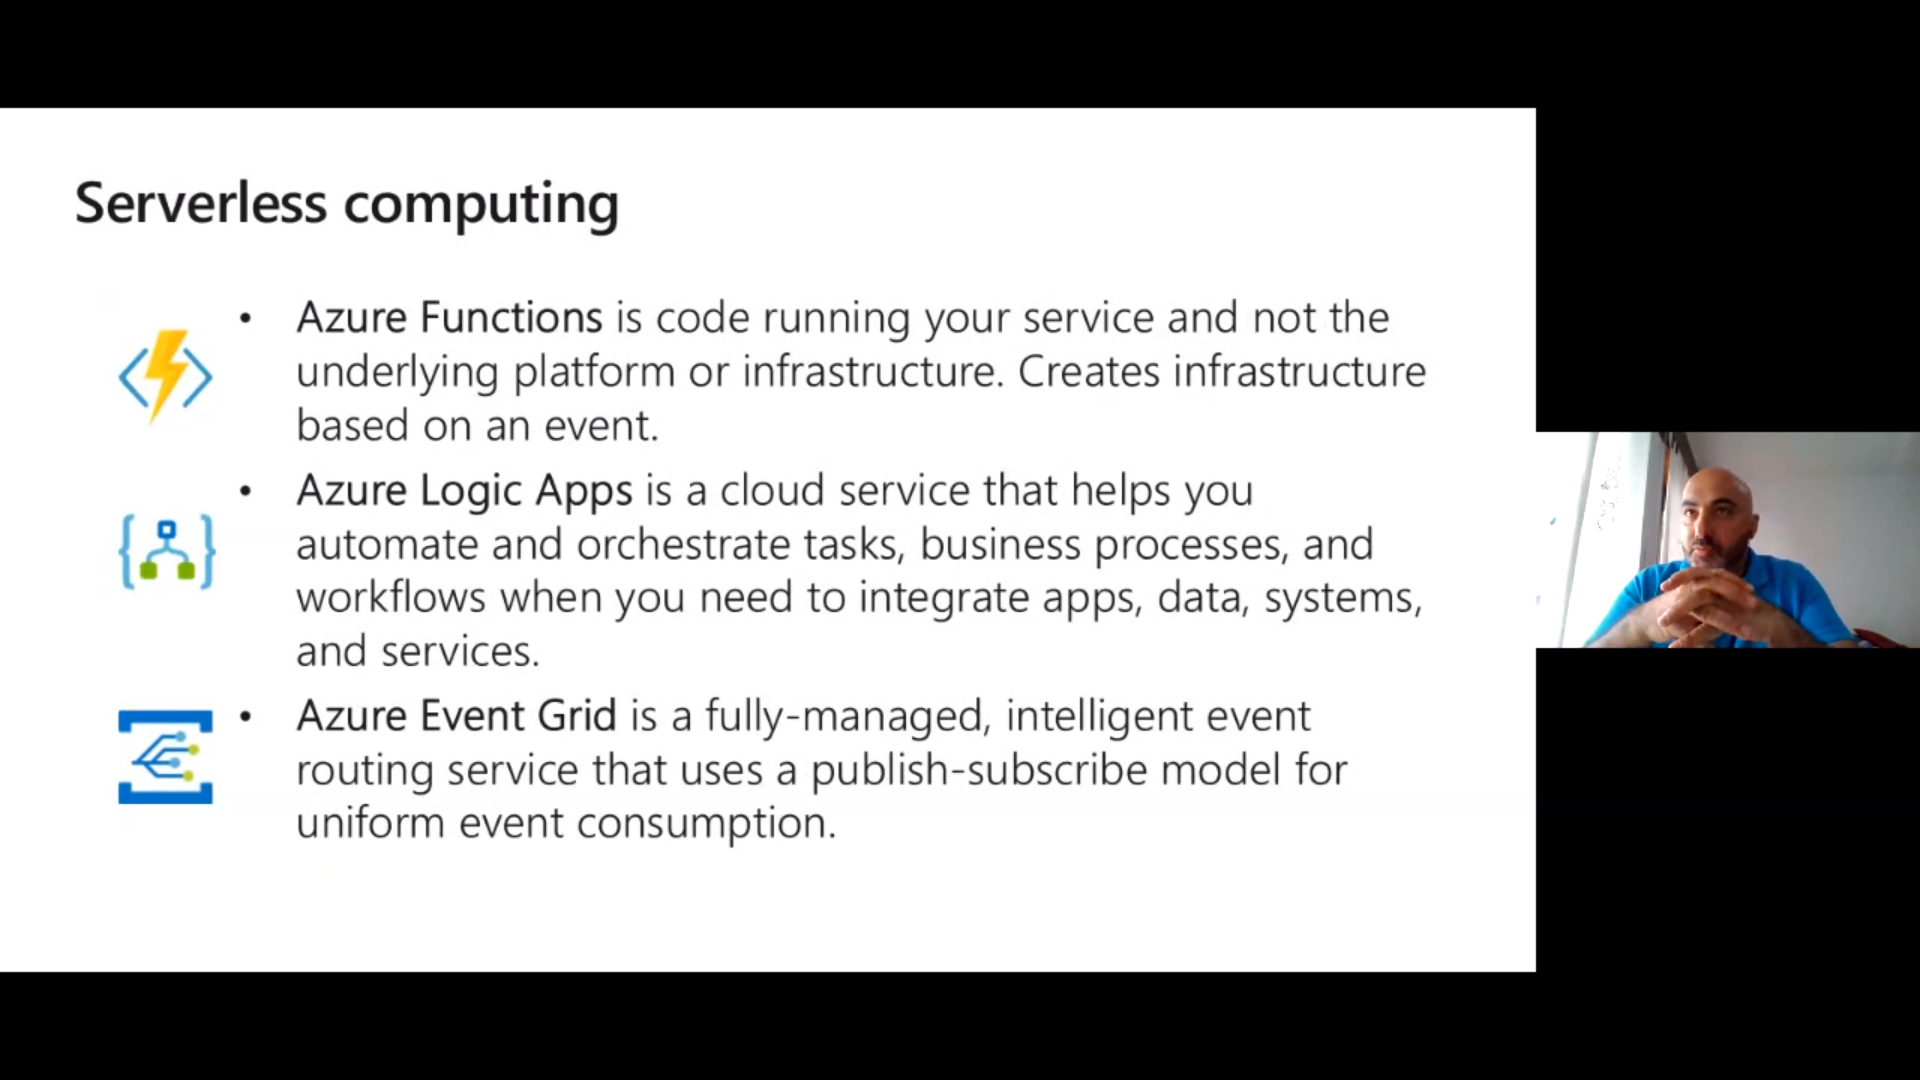 Serverless computing
• Azure Functions is code running your service and not the
underlying platform or infrastructure. Creates infrastructure
based on an event.
• Azure Logic Apps is a cloud service that helps you
automate and orchestrate tasks, business processes, and
workflows when you need to integrate apps, data, systems,
and services.
• Azure Event Grid is a fully-managed, intelligent event
routing service that uses a publish-subscribe model for
uniform event consumption.